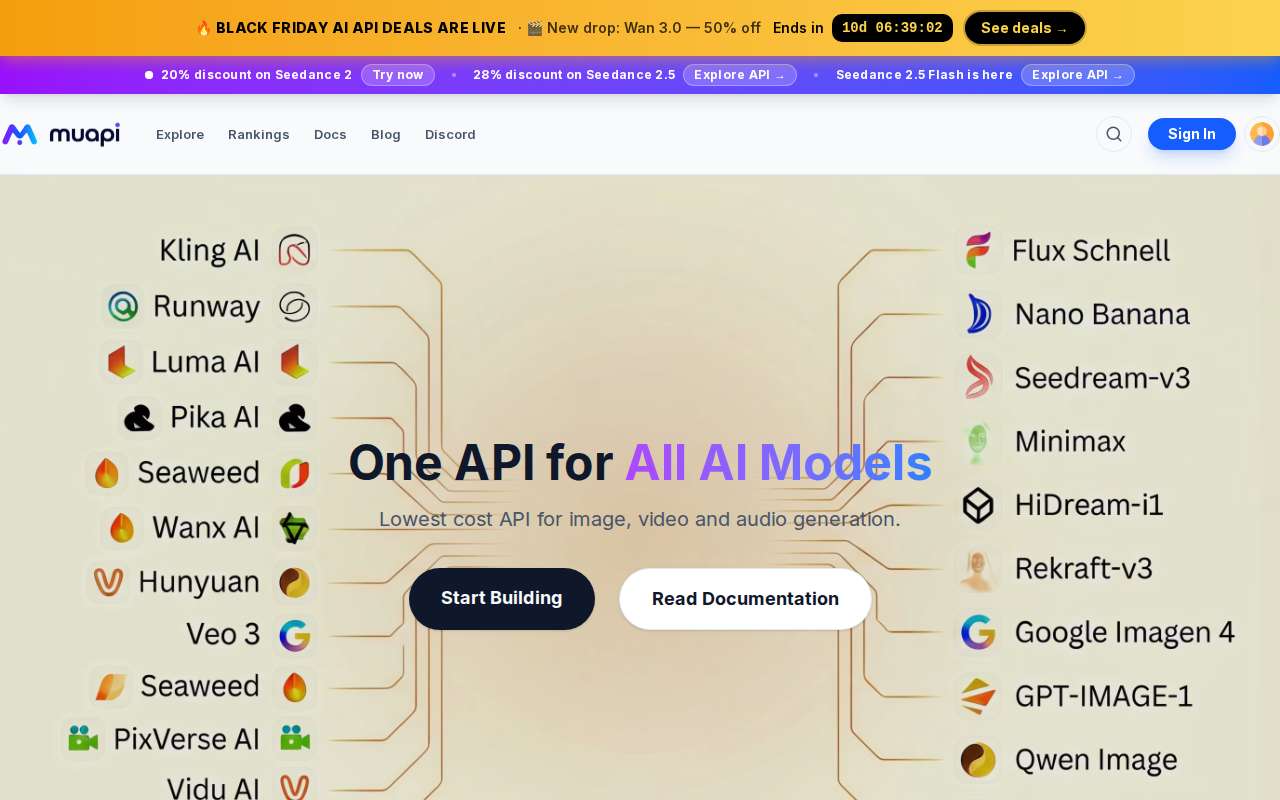 🔥 BLACK FRIDAY AI API DEALS ARE LIVE · 🎬 New drop: Wan 3.0 — 50% off Ends in 10d 06:39:02 See deals →
20% discount on Seedance 2 Try now • 28% discount on Seedance 2.5 Explore API → • Seedance 2.5 Flash is here Explore API →
muapi Explore Rankings Docs Blog Discord Sign In
Kling AI
Runway
Luma AI
Pika AI
Seaweed
Wanx AI
Hunyuan
Veo 3
Seaweed
PixVerse AI
Vidu AI
One API for All AI Models
Lowest cost API for image, video and audio generation.
Start Building
Read Documentation
Flux Schnell
Nano Banana
Seedream-v3
Minimax
HiDream-i1
Rekraft-v3
Google Imagen 4
GPT-IMAGE-1
Qwen Image